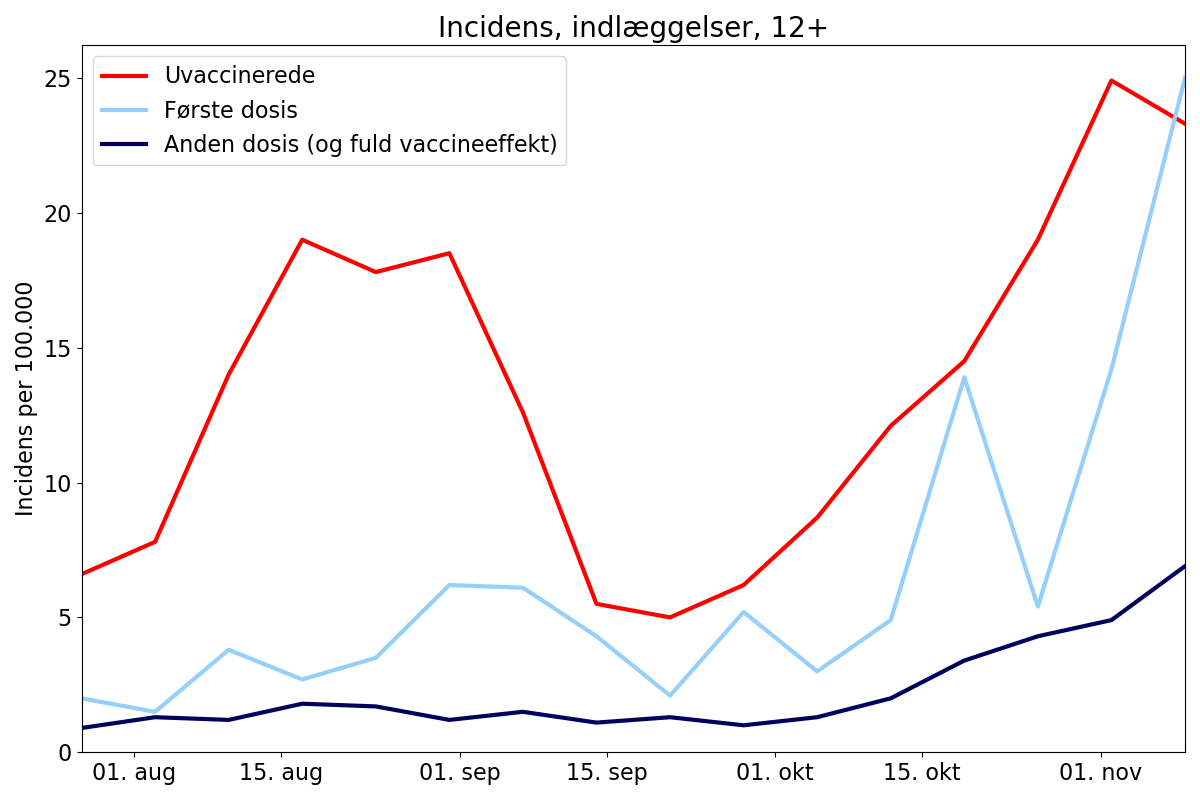 Incidens, indlæggelser, 12+
Uvaccinerede
Første dosis
Anden dosis (og fuld vaccineeffekt)
Incidens per 100.000
25
20
15
10
5
0
01. aug
15. aug
01. sep
15. sep
01. okt
15. okt
01. nov